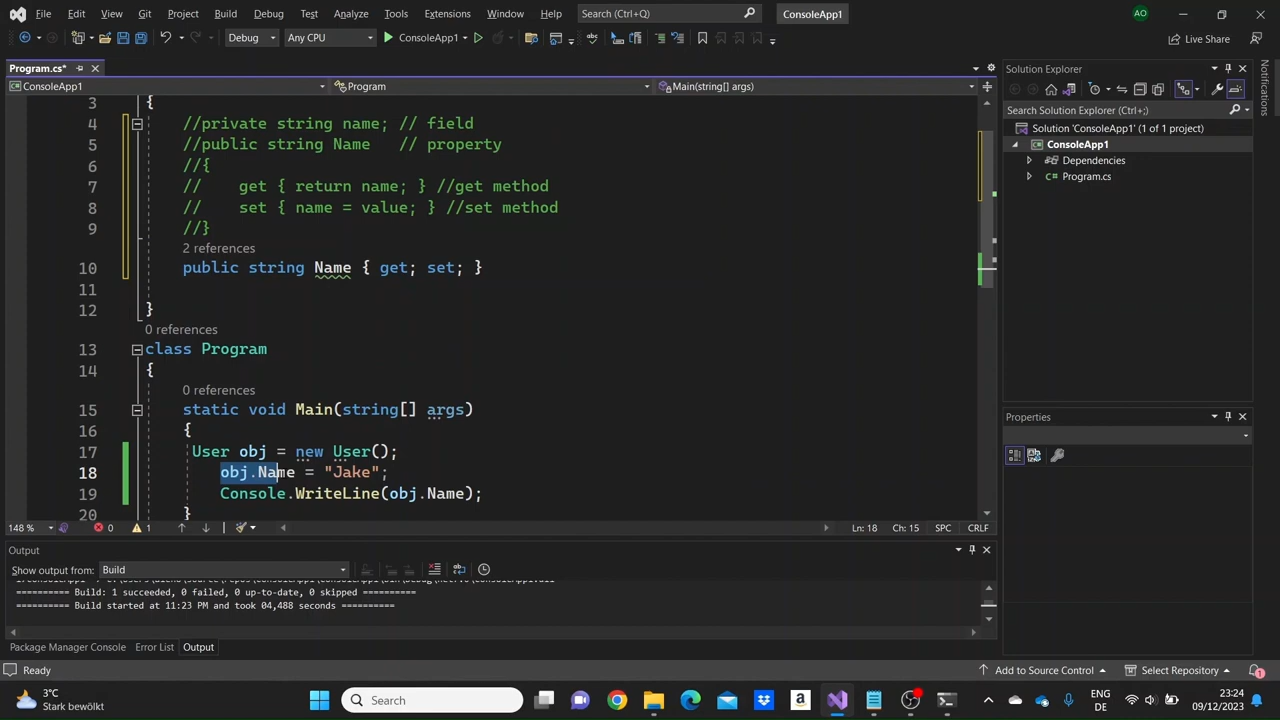 File Edit View Git Project Build Debug Test Analyze Tools Extensions Window Help Search (Ctrl+Q) ConsoleApp1 AO
Debug Any CPU ConsoleApp1 Live Share
Program.cs*
ConsoleApp1 Program Main(string[] args)
3 {
4 //private string name; // field
5 //public string Name // property
6 //{
7 // get { return name; } //get method
8 // set { name = value; } //set method
9 //}
2 references
10 public string Name { get; set; }
11
12 }
0 references
13 class Program
14 {
0 references
15 static void Main(string[] args)
16 {
17 User obj = new User();
18 obj.Name = "Jake";
19 Console.WriteLine(obj.Name);
20 }
148 % 0 1 Ln: 18 Ch: 15 SPC CRLF
Output
Show output from: Build
========== Build: 1 succeeded, 0 failed, 0 up-to-date, 0 skipped ==========
========== Build started at 11:23 PM and took 04,488 seconds ==========
Package Manager Console Error List Output
Solution Explorer
Search Solution Explorer (Ctrl+;)
Solution 'ConsoleApp1' (1 of 1 project)
ConsoleApp1
Dependencies
Program.cs
Properties
Notifications
Ready Add to Source Control Select Repository 1
3°C
Stark bewölkt
Search
ENG
DE
23:24
09/12/2023